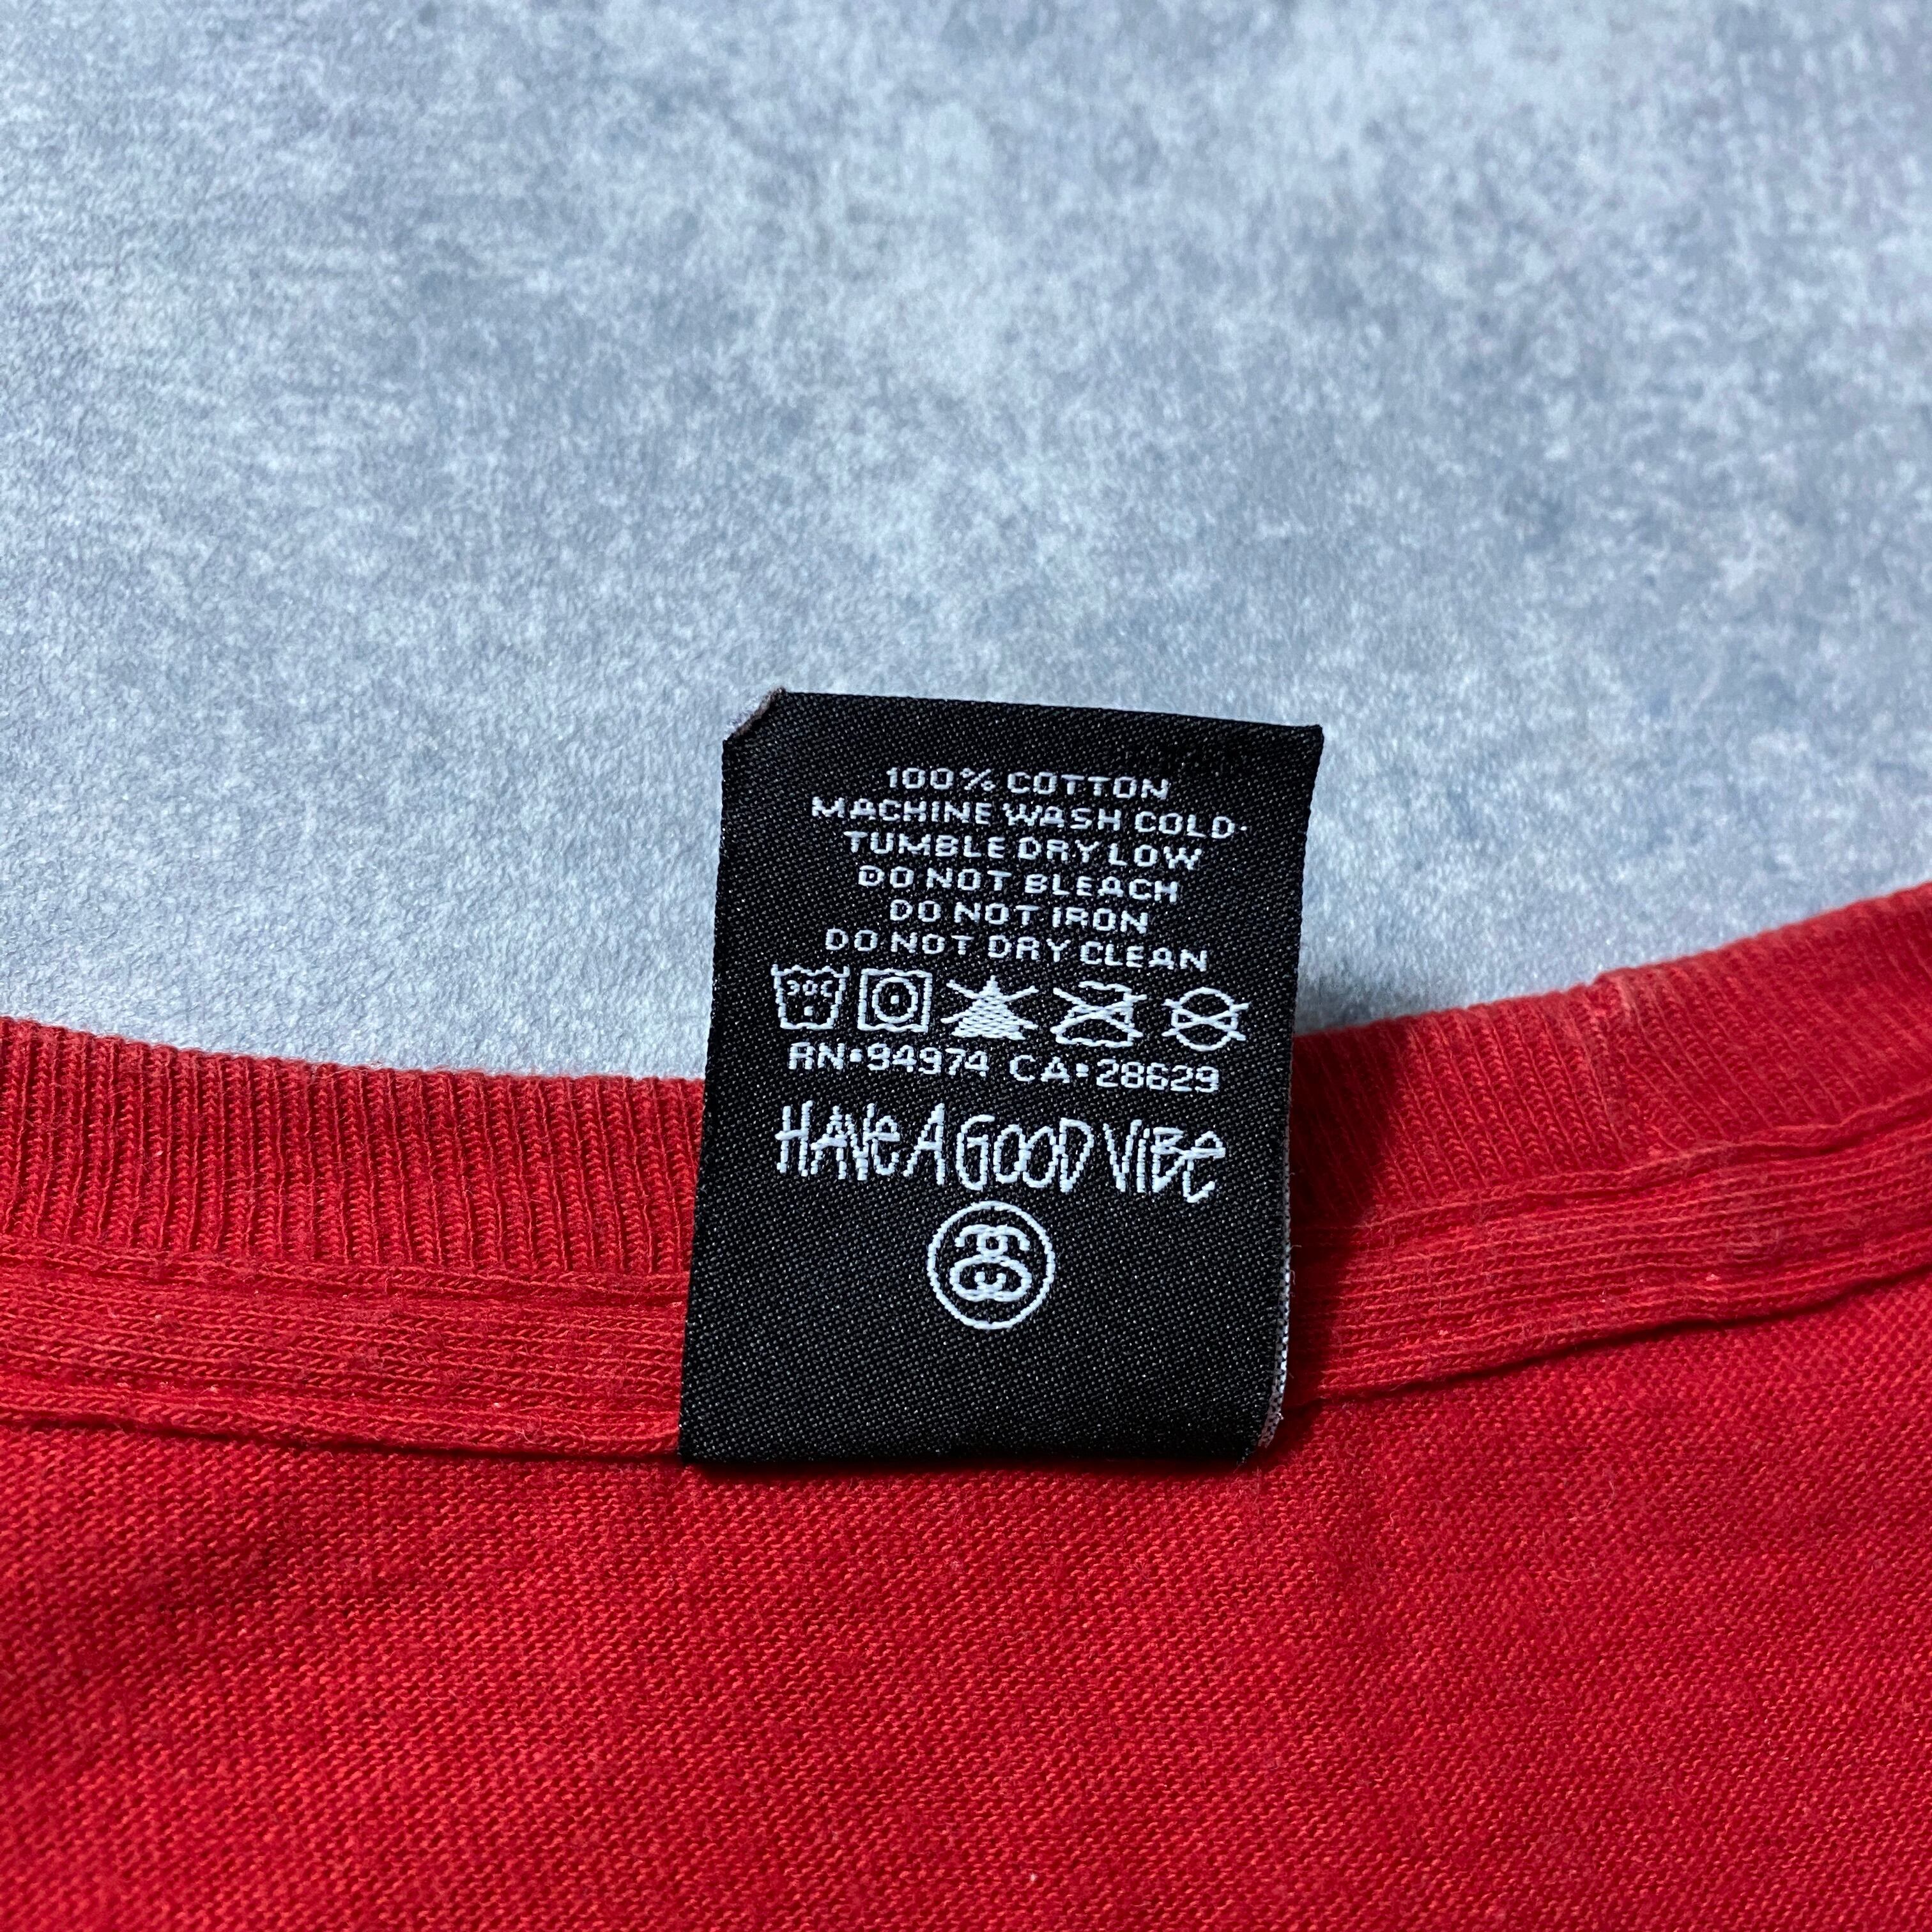 100% COTTON
MACHINE WASH COLD·
TUMBLE DRY LOW
DO NOT BLEACH
DO NOT IRON
DO NOT DRY CLEAN
30C
RN•94974 CA•28629
HAVE A GOOD VIBE